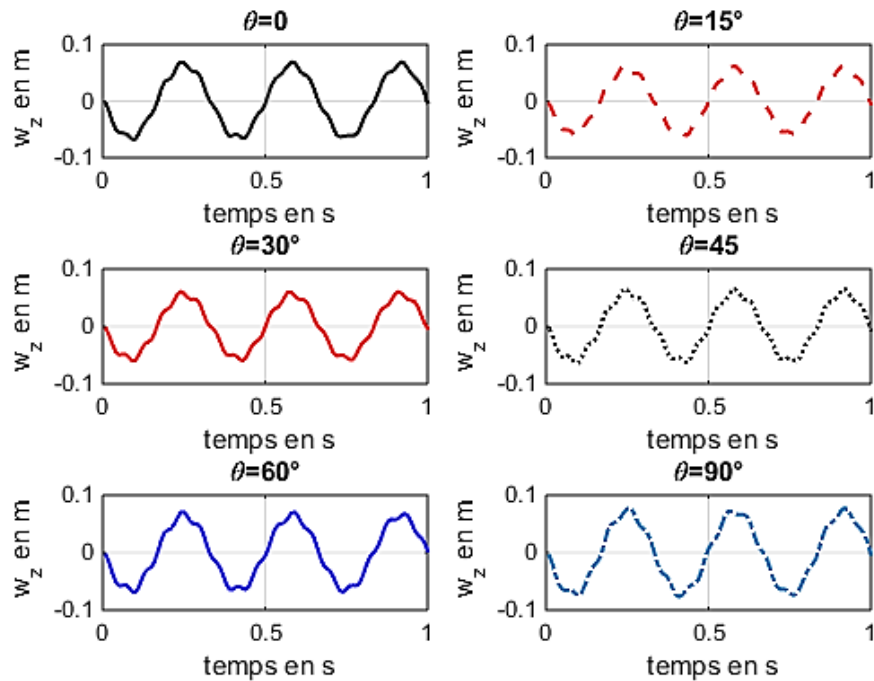 θ=0
0.1
0
-0.1
w_z en m
0 0.5 1
temps en s
θ=15°
0.1
0
-0.1
w_z en m
0 0.5 1
temps en s
θ=30°
0.1
0
-0.1
w_z en m
0 0.5 1
temps en s
θ=45
0.1
0
-0.1
w_z en m
0 0.5 1
temps en s
θ=60°
0.1
0
-0.1
w_z en m
0 0.5 1
temps en s
θ=90°
0.1
0
-0.1
w_z en m
0 0.5 1
temps en s